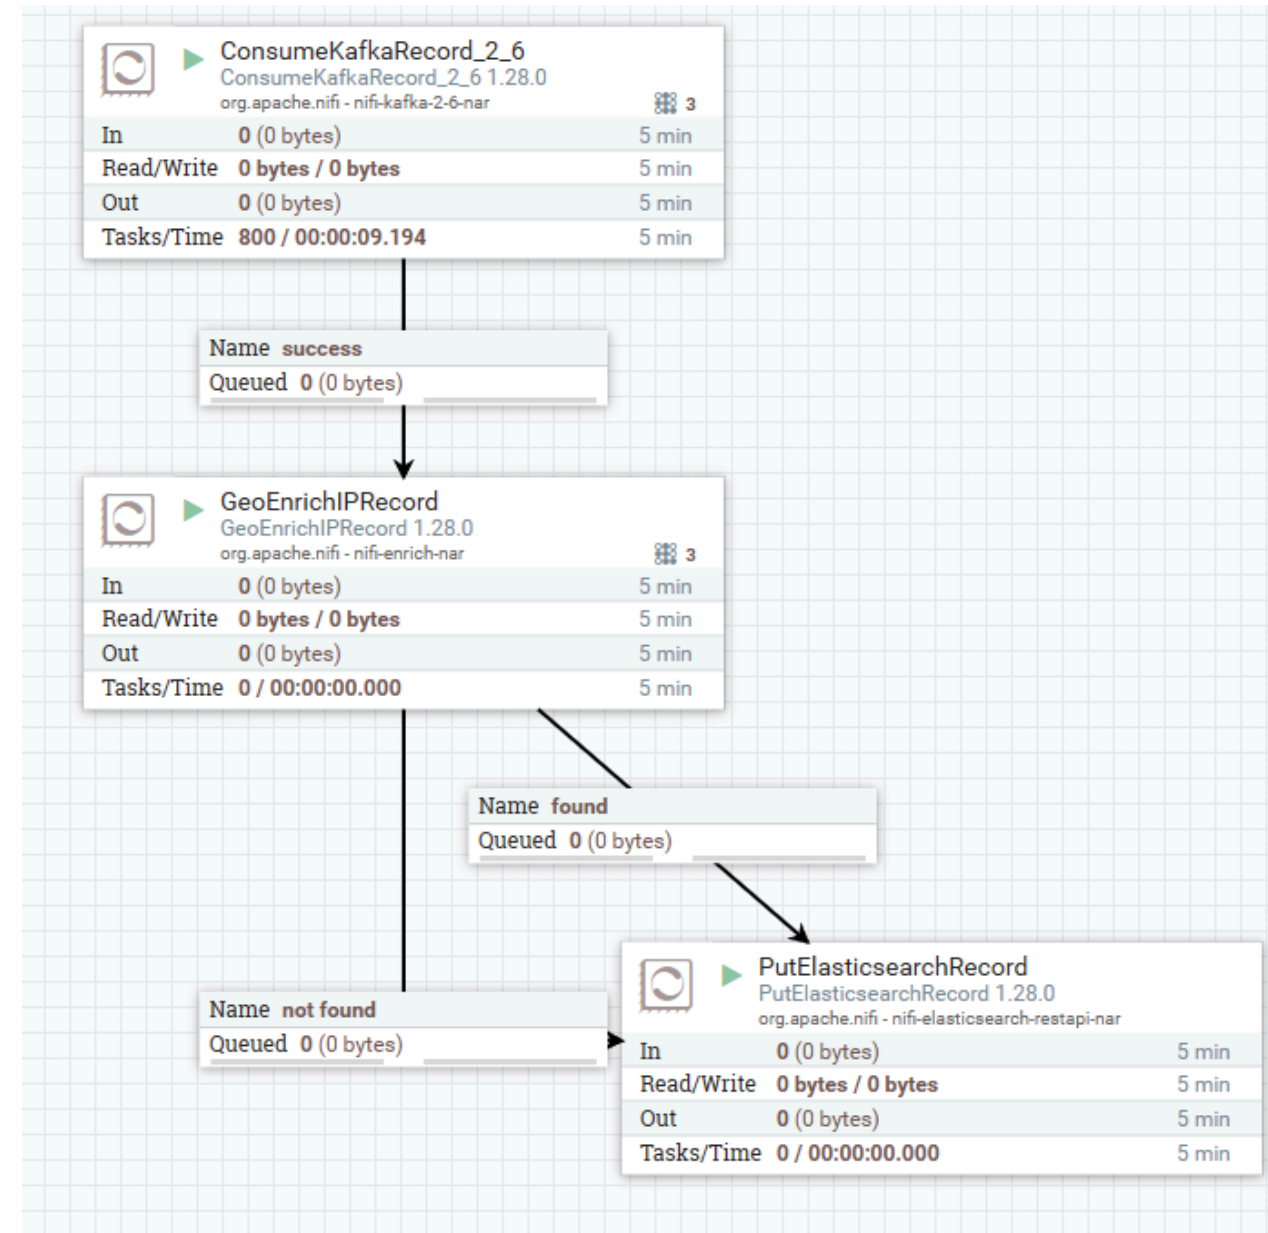 ConsumeKafkaRecord_2_6
ConsumeKafkaRecord_2_6 1.28.0
org.apache.nifi - nifi-kafka-2-6-nar
3
In 0 (0 bytes) 5 min
Read/Write 0 bytes / 0 bytes 5 min
Out 0 (0 bytes) 5 min
Tasks/Time 800 / 00:00:09.194 5 min
Name success
Queued 0 (0 bytes)
GeoEnrichIPRecord
GeoEnrichIPRecord 1.28.0
org.apache.nifi - nifi-enrich-nar
3
In 0 (0 bytes) 5 min
Read/Write 0 bytes / 0 bytes 5 min
Out 0 (0 bytes) 5 min
Tasks/Time 0 / 00:00:00.000 5 min
Name found
Queued 0 (0 bytes)
Name not found
Queued 0 (0 bytes)
PutElasticsearchRecord
PutElasticsearchRecord 1.28.0
org.apache.nifi - nifi-elasticsearch-restapi-nar
In 0 (0 bytes) 5 min
Read/Write 0 bytes / 0 bytes 5 min
Out 0 (0 bytes) 5 min
Tasks/Time 0 / 00:00:00.000 5 min